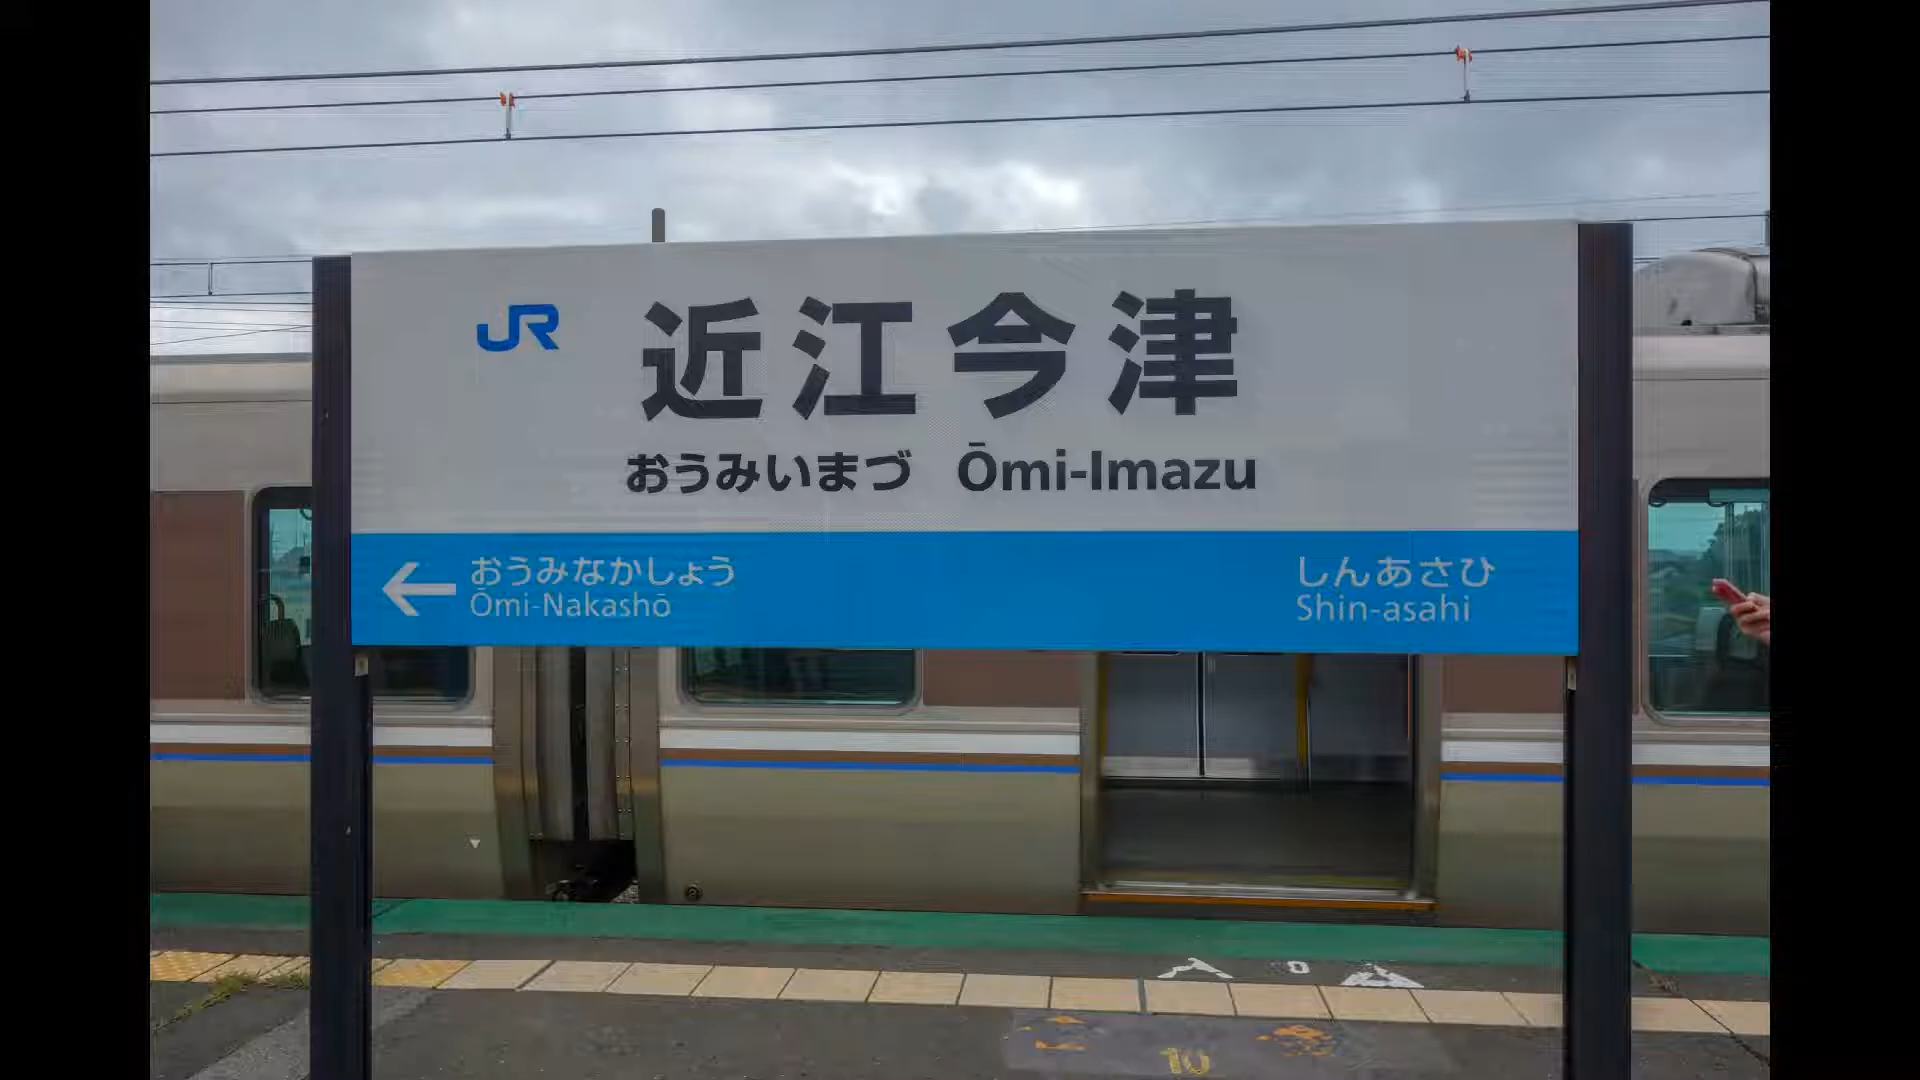 JR 近江今津
おうみいまづ Ōmi-Imazu
おうみなかしょう
Ōmi-Nakashō
しんあさひ
Shin-asahi
10